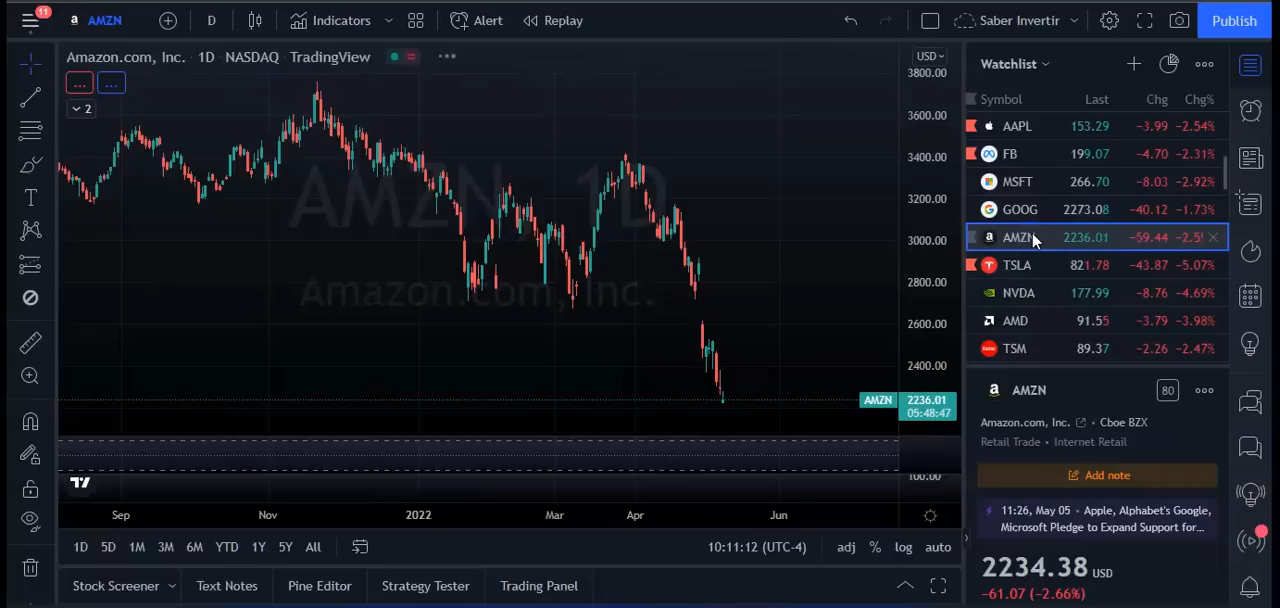 11
AMZN
D
Indicators
Alert
Replay
Saber Invertir
Publish
Amazon.com, Inc. 1D NASDAQ TradingView
...
...
2
USD
3800.00
3600.00
3400.00
3200.00
3000.00
2800.00
2600.00
2400.00
AMZN 2236.01
05:48:47
100.00
AMZN, 1D
Amazon.com, Inc.
Sep Nov 2022 Mar Apr Jun
1D 5D 1M 3M 6M YTD 1Y 5Y All
10:11:12 (UTC-4) adj % log auto
Stock Screener Text Notes Pine Editor Strategy Tester Trading Panel
Watchlist
Symbol Last Chg Chg%
AAPL 153.29 −3.99 −2.54%
FB 199.07 −4.70 −2.31%
MSFT 266.70 −8.03 −2.92%
GOOG 2273.08 −40.12 −1.73%
AMZN 2236.01 −59.44
TSLA 821.78 −43.87 −5.07%
NVDA 177.99 −8.76 −4.69%
AMD 91.55 −3.79 −3.98%
TSM 89.37 −2.26 −2.47%
AMZN 80
Amazon.com, Inc. • Cboe BZX
Retail Trade • Internet Retail
Add note
11:26, May 05 • Apple, Alphabet's Google,
Microsoft Pledge to Expand Support for...
2234.38 USD
−61.07 (−2.66%)